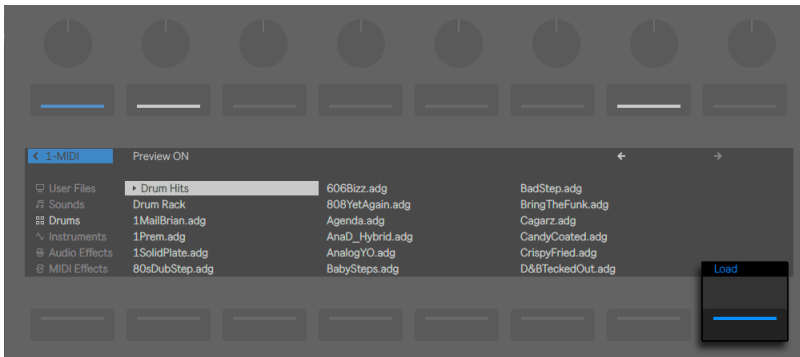 < 1-MIDI Preview ON ← →
User Files ▸ Drum Hits 606Bizz.adg BadStep.adg
Sounds Drum Rack 808YetAgain.adg BringTheFunk.adg
Drums 1MailBrian.adg Agenda.adg Cagarz.adg
Instruments 1Prem.adg AnaD_Hybrid.adg CandyCoated.adg
Audio Effects 1SolidPlate.adg AnalogYO.adg CrispyFried.adg
MIDI Effects 80sDubStep.adg BabySteps.adg D&BTeckedOut.adg
Load